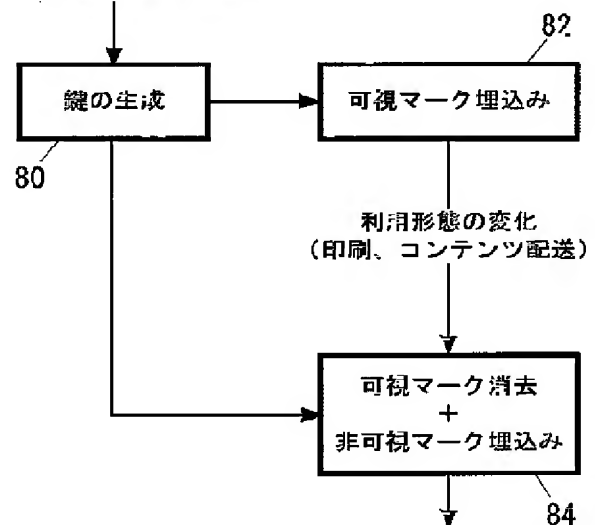 82
鍵の生成
可視マーク埋込み
80
利用形態の変化
(印刷、コンテンツ配送)
可視マーク消去
+
非可視マーク埋込み
84